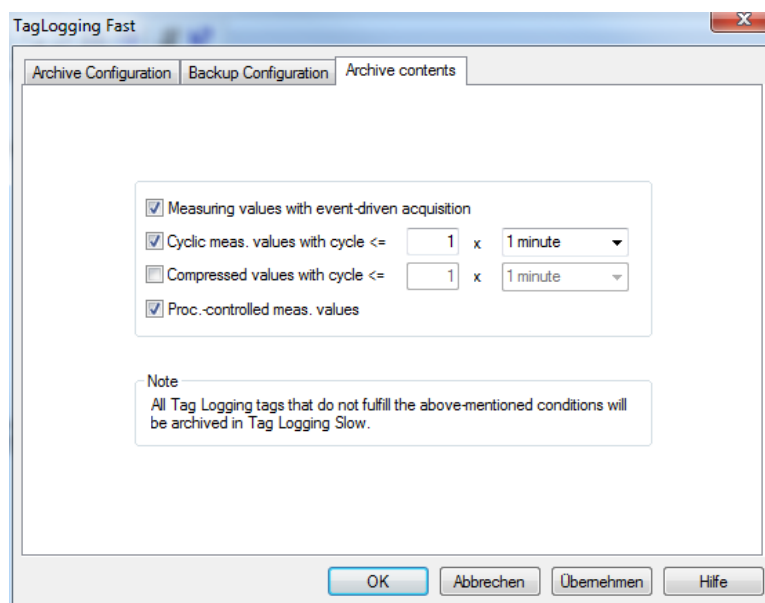 TagLogging Fast
X
Archive Configuration
Backup Configuration
Archive contents
Measuring values with event-driven acquisition
Cyclic meas. values with cycle <= 1 x 1 minute
Compressed values with cycle <= 1 x 1 minute
Proc.-controlled meas. values
Note
All Tag Logging tags that do not fulfill the above-mentioned conditions will
be archived in Tag Logging Slow.
OK
Abbrechen
Übernehmen
Hilfe